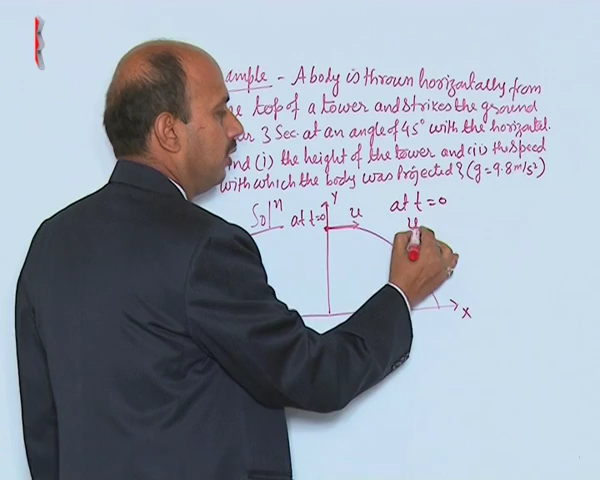 ample - A body is thrown horizontally from
e top of a tower and strikes the ground
r 3 Sec. at an angle of 45° with the horizontal.
nd (i) the height of the tower and (ii) the speed
with which the body was projected? (g=9.8m/s²)
Solⁿ at t=0 Y u at t=0
u
X